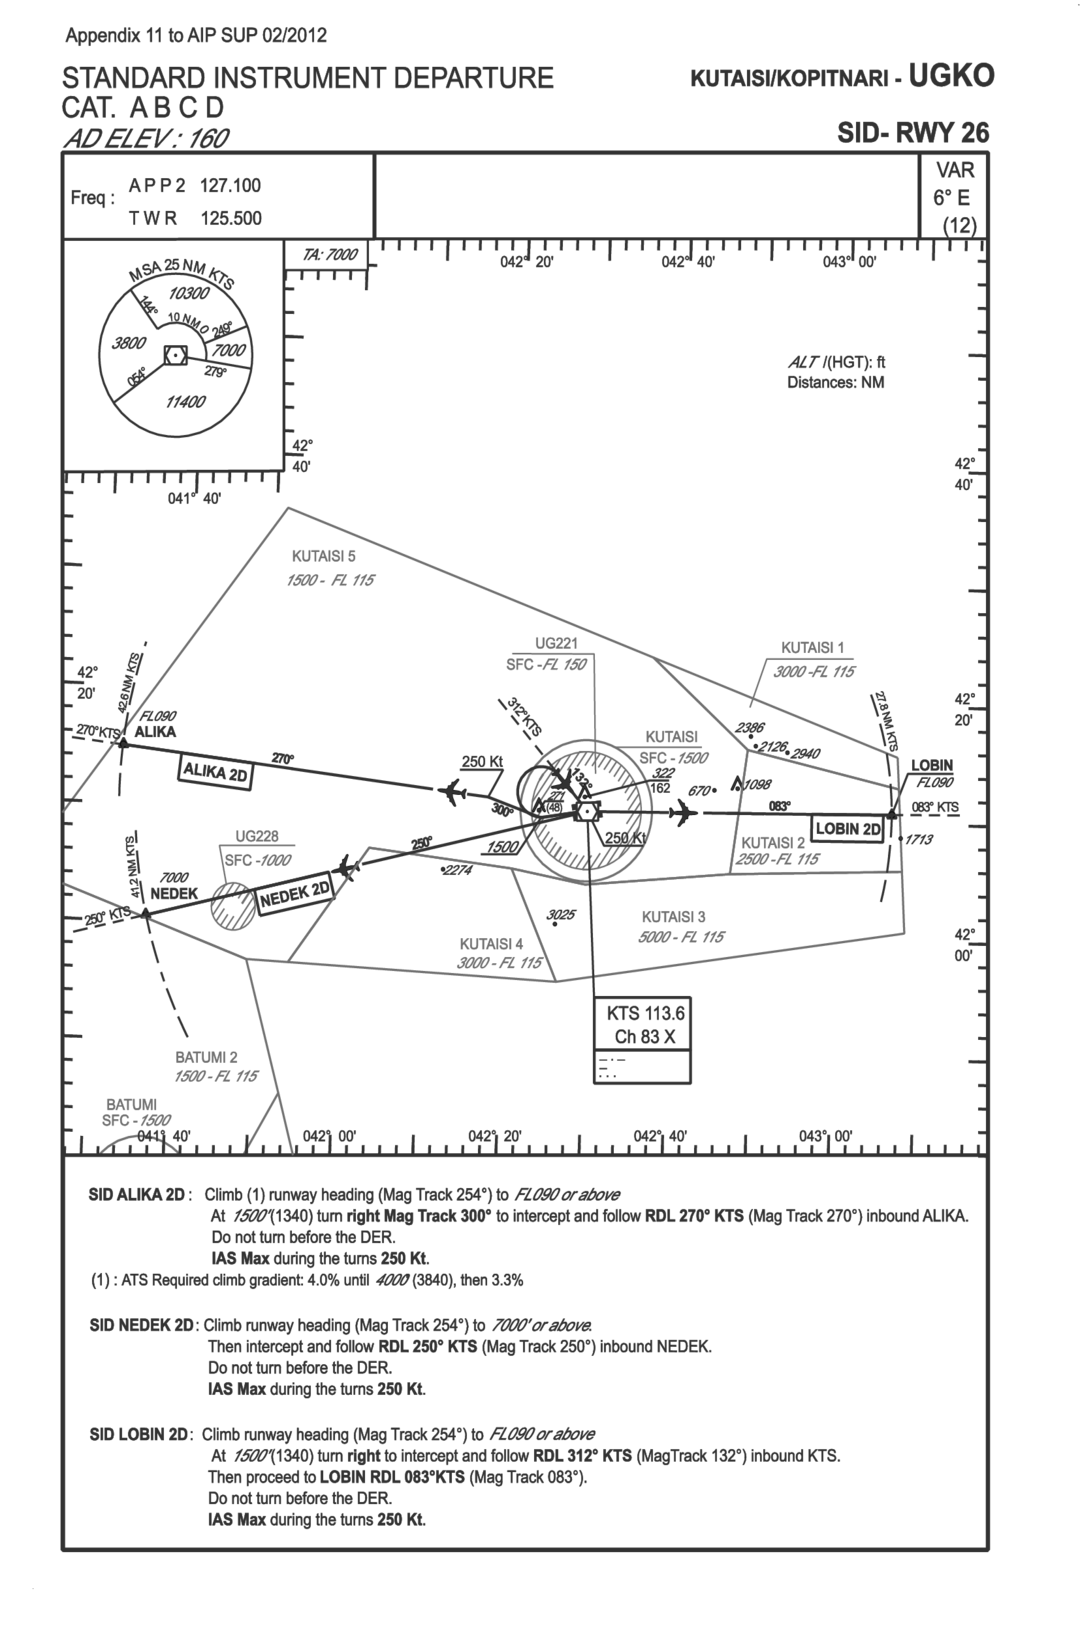 Appendix 11 to AIP SUP 02/2012
STANDARD INSTRUMENT DEPARTURE
KUTAISI/KOPITNARI - UGKO
CAT. A B C D
AD ELEV : 160
SID- RWY 26
Freq :
APP2 127.100
TWR 125.500
VAR
6° E
(12)
TA: 7000
MSA 25 NM KTS
10300
144°
10 NM
249°
3800
7000
279°
054°
11400
042° 20'
042° 40'
043° 00'
ALT /(HGT): ft
Distances: NM
42°
40'
42°
40'
041° 40'
KUTAISI 5
1500 - FL 115
UG221
SFC -FL 150
KUTAISI 1
3000 -FL 115
42°
20'
42.6 NM KTS
312°KTS
27.8 NM KTS
42°
20'
FL090
270°KTS
ALIKA
KUTAISI
SFC - 1500
2386
2126
2940
270°
ALIKA 2D
250 Kt
132°
322
162
670
1098
LOBIN
FL090
271
(48)
300°
083°
083° KTS
1500
250°
250 Kt
LOBIN 2D
1713
UG228
SFC -1000
KUTAISI 2
2500 -FL 115
41.2 NM KTS
7000
NEDEK
2274
NEDEK 2D
250° KTS
3025
KUTAISI 3
5000 - FL 115
42°
00'
KUTAISI 4
3000 - FL 115
KTS 113.6
Ch 83 X
BATUMI 2
1500 - FL 115
BATUMI
SFC - 1500
041° 40'
042° 00'
042° 20'
042° 40'
043° 00'
SID ALIKA 2D : Climb (1) runway heading (Mag Track 254°) to FL090 or above
At 1500'(1340) turn right Mag Track 300° to intercept and follow RDL 270° KTS (Mag Track 270°) inbound ALIKA.
Do not turn before the DER.
IAS Max during the turns 250 Kt.
(1) : ATS Required climb gradient: 4.0% until 4000 (3840), then 3.3%
SID NEDEK 2D : Climb runway heading (Mag Track 254°) to 7000' or above.
Then intercept and follow RDL 250° KTS (Mag Track 250°) inbound NEDEK.
Do not turn before the DER.
IAS Max during the turns 250 Kt.
SID LOBIN 2D : Climb runway heading (Mag Track 254°) to FL090 or above
At 1500'(1340) turn right to intercept and follow RDL 312° KTS (MagTrack 132°) inbound KTS.
Then proceed to LOBIN RDL 083°KTS (Mag Track 083°).
Do not turn before the DER.
IAS Max during the turns 250 Kt.